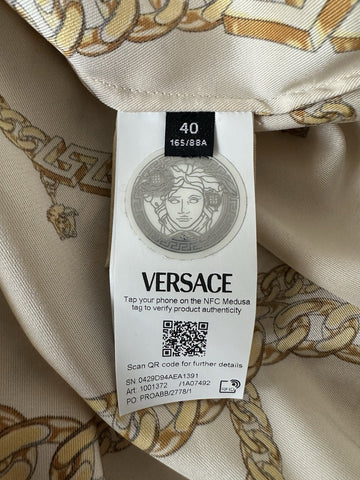 40
165/88A
VERSACE
Tap your phone on the NFC Medusa
tag to verify product authenticity
Scan QR code for further details
SN 0429D94AEA1391
Art 1001372 /1A07492
PO PROABB/2778/1